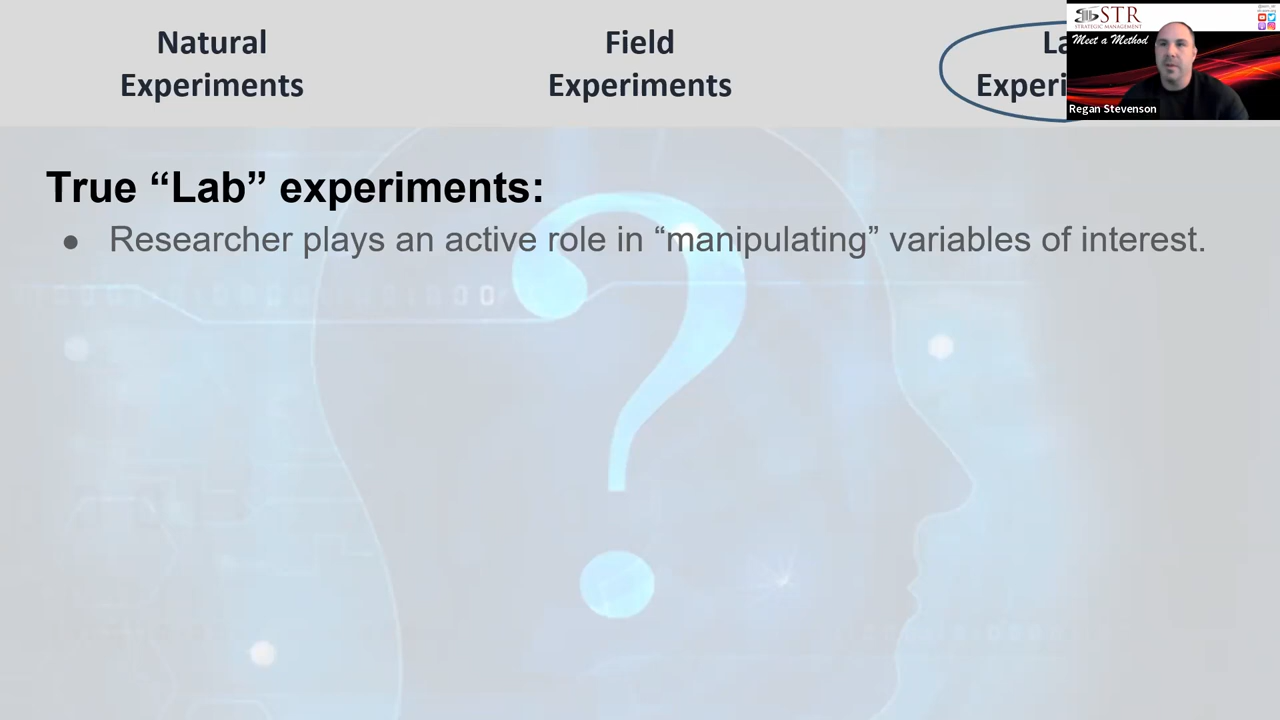 Natural
Experiments
Field
Experiments
Experi
STR
STRATEGIC MANAGEMENT
Meet a Method
Regan Stevenson
True “Lab” experiments:
● Researcher plays an active role in “manipulating” variables of interest.